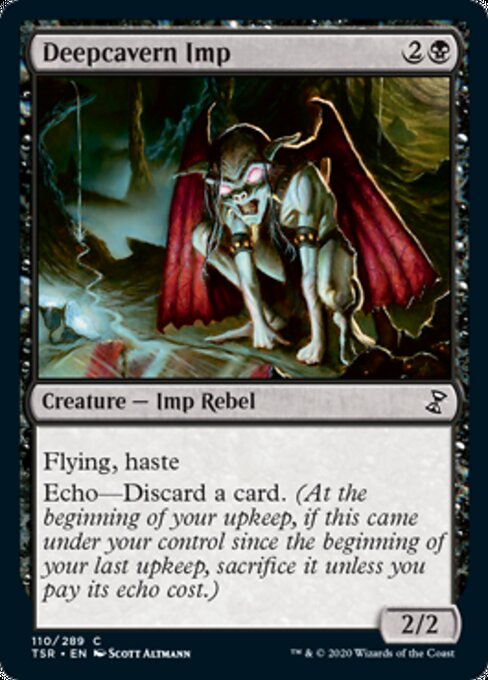 Deepcavern Imp 2
Creature — Imp Rebel
Flying, haste
Echo—Discard a card. (At the
beginning of your upkeep, if this came
under your control since the beginning of
your last upkeep, sacrifice it unless you
pay its echo cost.)
2/2
110/289 C
TSR • EN Scott Altmann
™ & © 2020 Wizards of the Coast